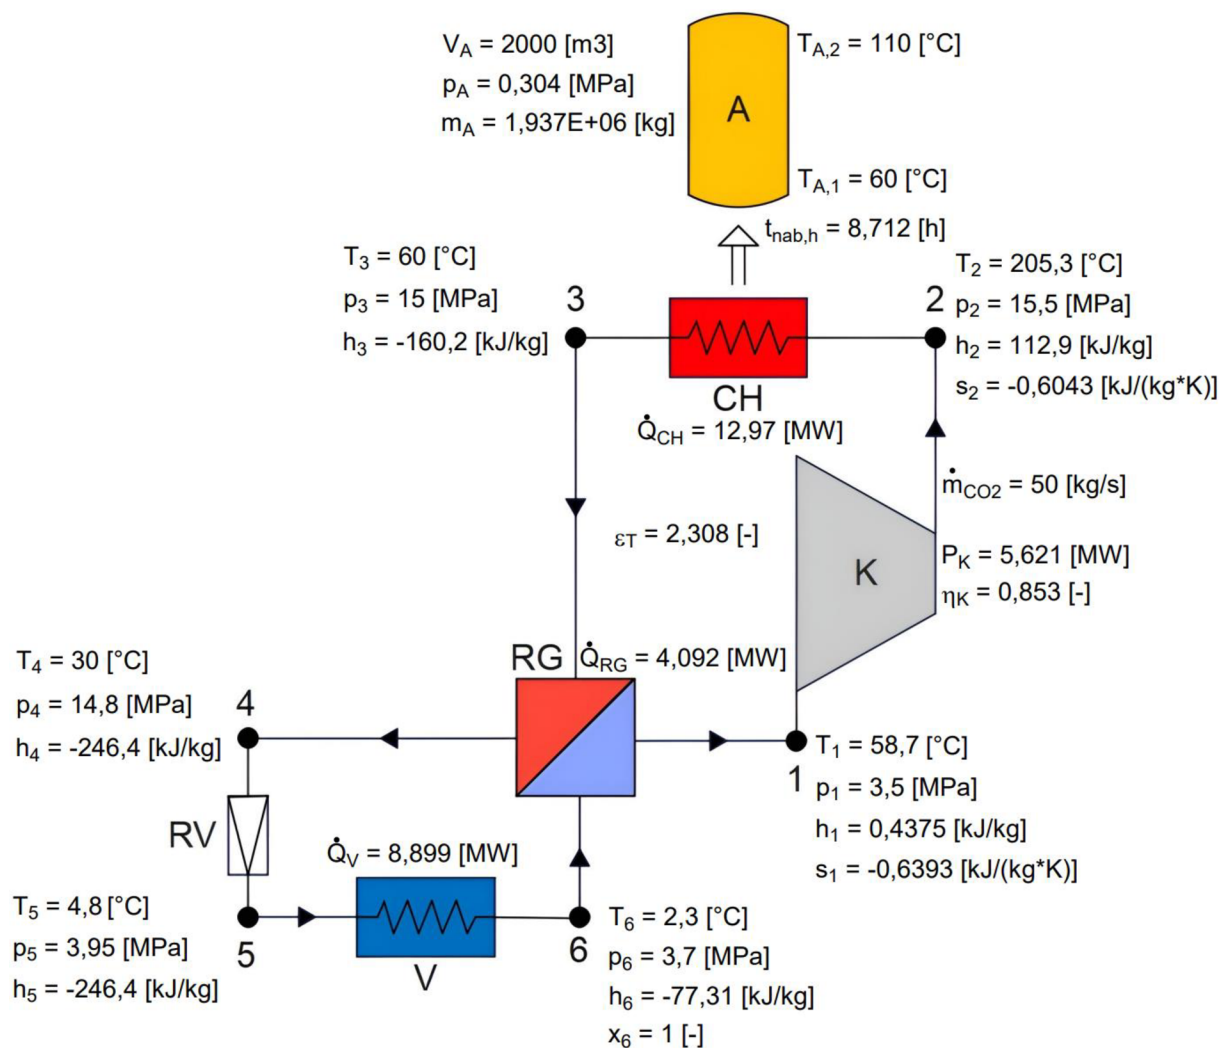 V_A = 2000 [m3]
p_A = 0,304 [MPa]
m_A = 1,937E+06 [kg]
T_A,2 = 110 [°C]
A
T_A,1 = 60 [°C]
t_nab,h = 8,712 [h]
T_3 = 60 [°C]
p_3 = 15 [MPa]
h_3 = -160,2 [kJ/kg]
3
2
T_2 = 205,3 [°C]
p_2 = 15,5 [MPa]
h_2 = 112,9 [kJ/kg]
s_2 = -0,6043 [kJ/(kg*K)]
CH
Q̇_CH = 12,97 [MW]
ṁ_CO2 = 50 [kg/s]
ε_T = 2,308 [-]
K
P_K = 5,621 [MW]
η_K = 0,853 [-]
RG
Q̇_RG = 4,092 [MW]
T_4 = 30 [°C]
p_4 = 14,8 [MPa]
h_4 = -246,4 [kJ/kg]
4
1
T_1 = 58,7 [°C]
p_1 = 3,5 [MPa]
h_1 = 0,4375 [kJ/kg]
s_1 = -0,6393 [kJ/(kg*K)]
RV
Q̇_V = 8,899 [MW]
T_5 = 4,8 [°C]
p_5 = 3,95 [MPa]
h_5 = -246,4 [kJ/kg]
5
V
6
T_6 = 2,3 [°C]
p_6 = 3,7 [MPa]
h_6 = -77,31 [kJ/kg]
x_6 = 1 [-]